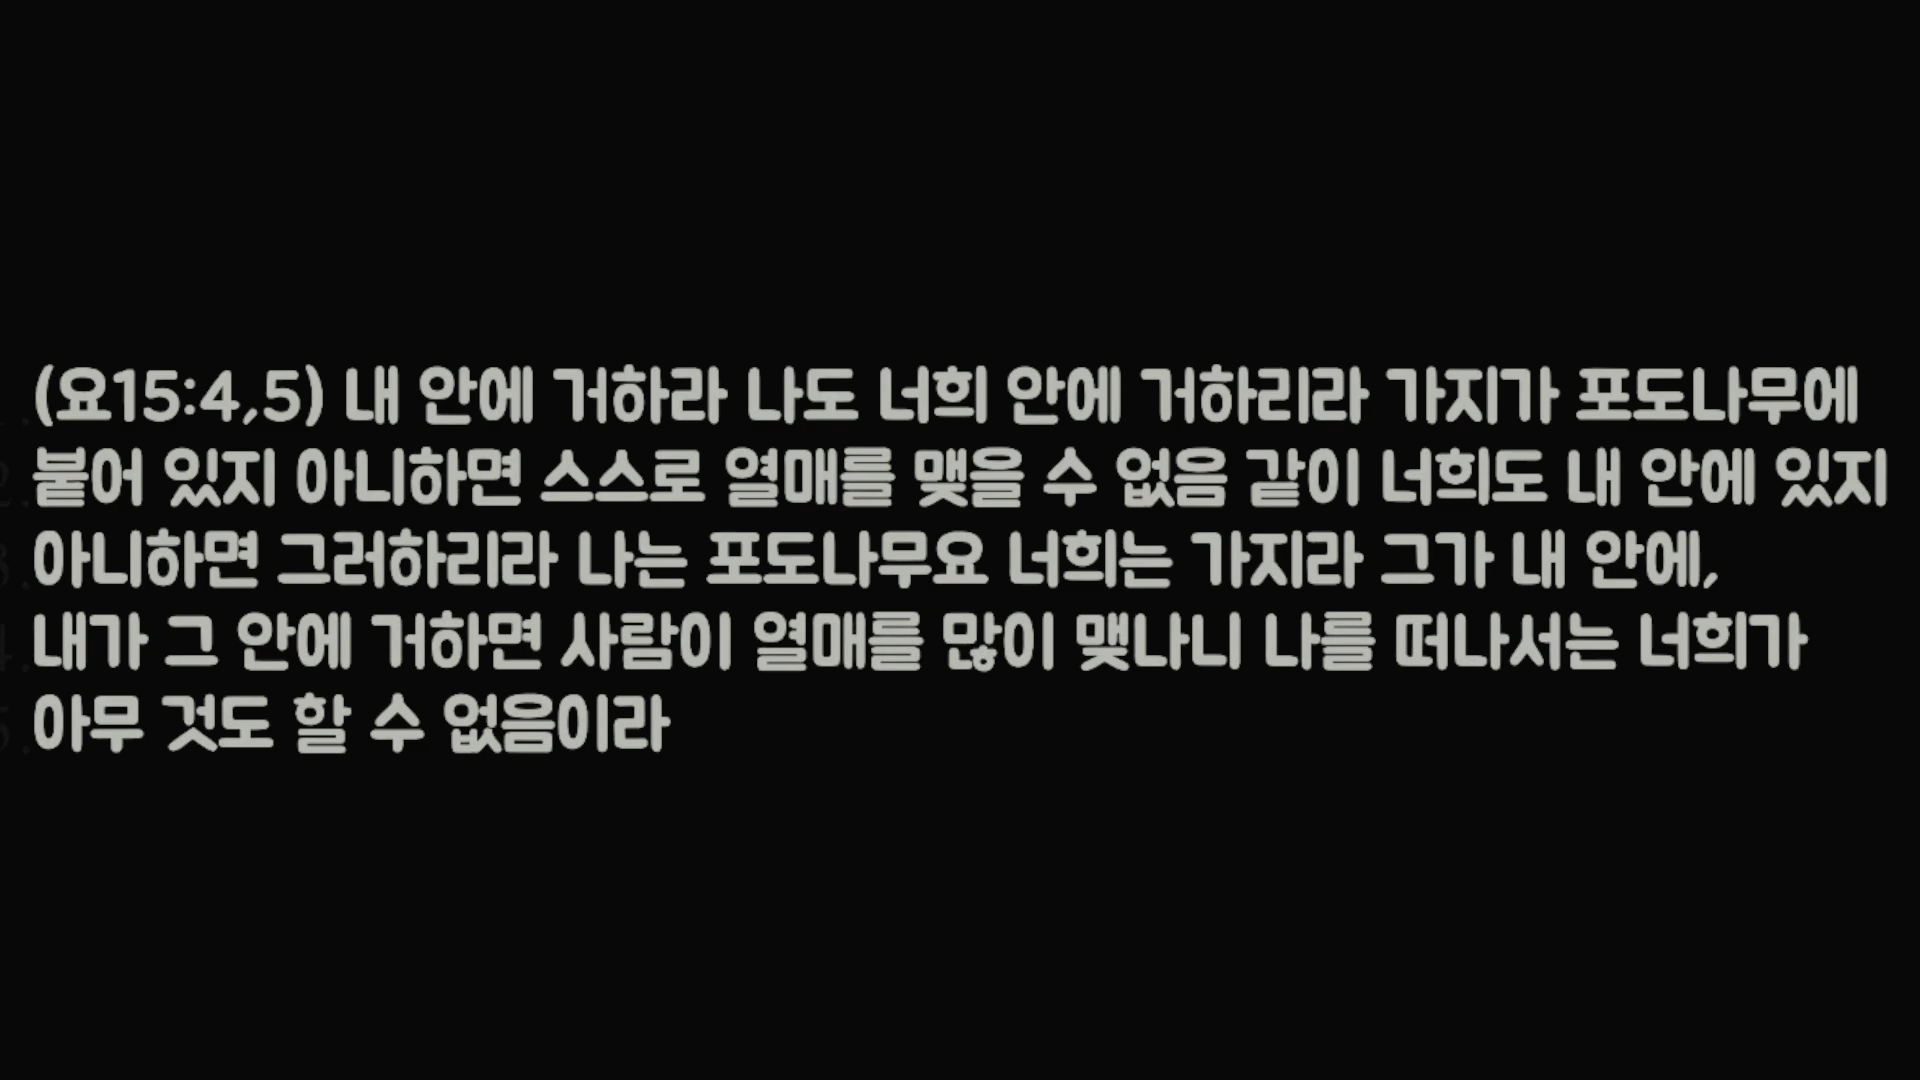 (요15:4,5) 내 안에 거하라 나도 너희 안에 거하리라 가지가 포도나무에
붙어 있지 아니하면 스스로 열매를 맺을 수 없음 같이 너희도 내 안에 있지
아니하면 그러하리라 나는 포도나무요 너희는 가지라 그가 내 안에,
내가 그 안에 거하면 사람이 열매를 많이 맺나니 나를 떠나서는 너희가
아무 것도 할 수 없음이라